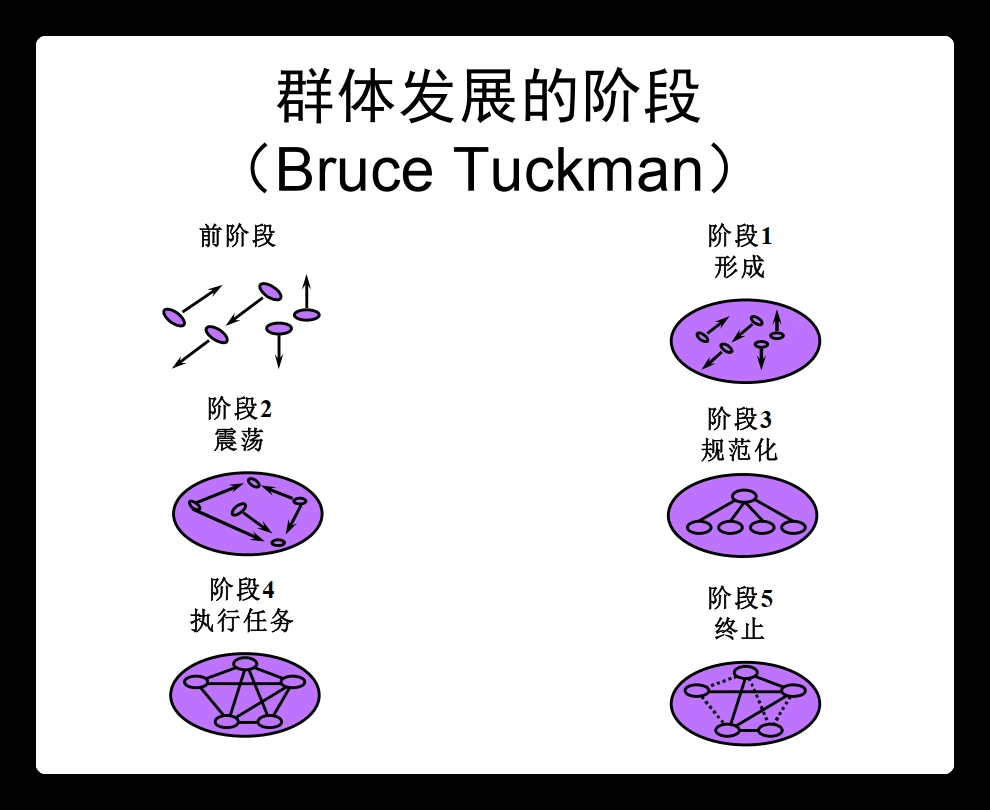 群体发展的阶段
（Bruce Tuckman）
前阶段
阶段1
形成
阶段2
震荡
阶段3
规范化
阶段4
执行任务
阶段5
终止